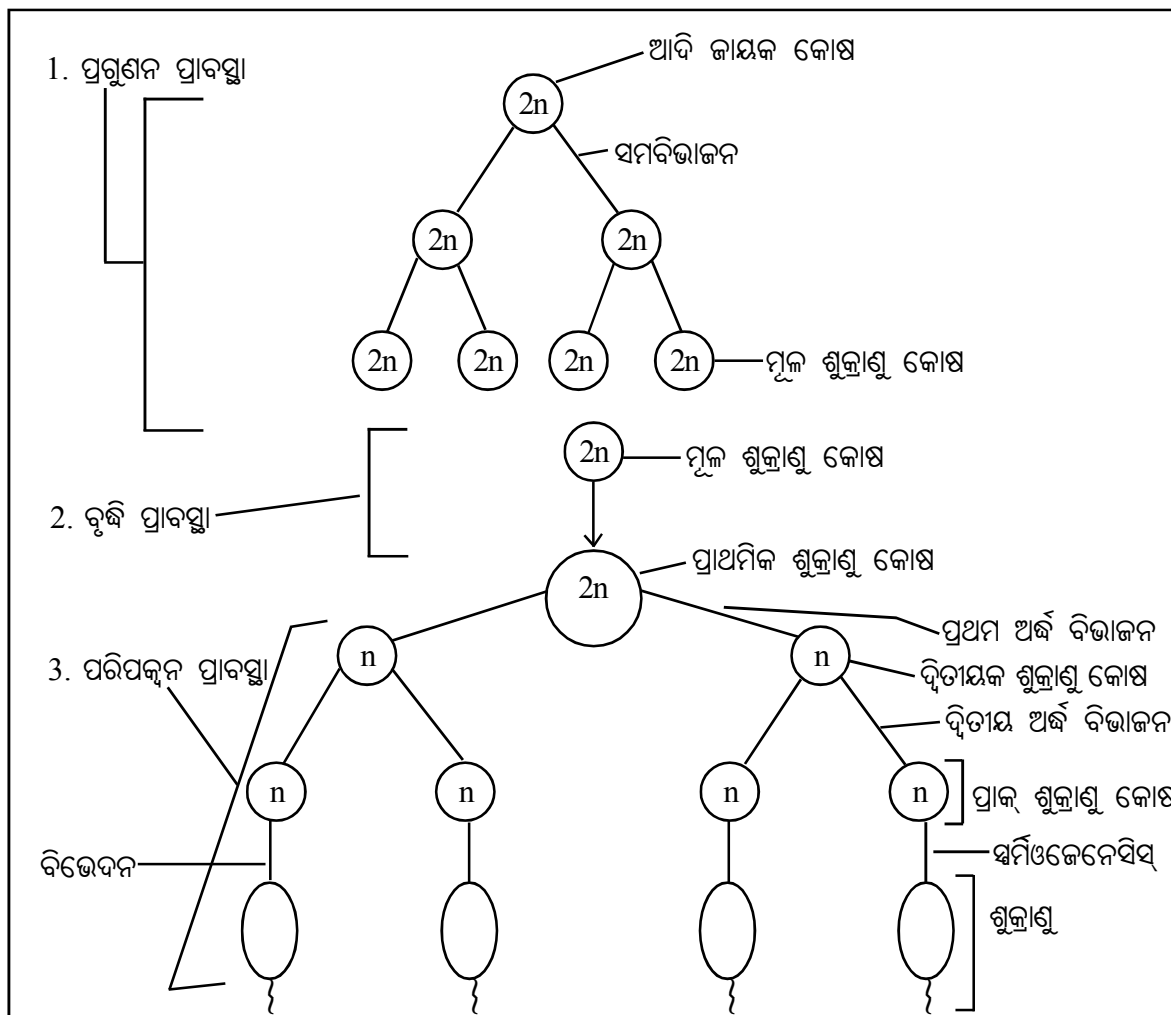 ଆଦି ଜାୟକ କୋଷ
1. ପ୍ରଗୁଣନ ପ୍ରାବସ୍ଥା
2n
ସମବିଭାଜନ
2n 2n
2n 2n 2n 2n ମୂଳ ଶୁକ୍ରାଣୁ କୋଷ
2n ମୂଳ ଶୁକ୍ରାଣୁ କୋଷ
2. ବୃଦ୍ଧି ପ୍ରାବସ୍ଥା
ପ୍ରାଥମିକ ଶୁକ୍ରାଣୁ କୋଷ
2n
ପ୍ରଥମ ଅର୍ଦ୍ଧ ବିଭାଜନ
n n
3. ପରିପକ୍ୱନ ପ୍ରାବସ୍ଥା
ଦ୍ୱିତୀୟକ ଶୁକ୍ରାଣୁ କୋଷ
ଦ୍ୱିତୀୟ ଅର୍ଦ୍ଧ ବିଭାଜନ
n n n n ପ୍ରାକ୍ ଶୁକ୍ରାଣୁ କୋଷ
ବିଭେଦନ
ସ୍ପର୍ମିଓଜେନେସିସ୍
ଶୁକ୍ରାଣୁ